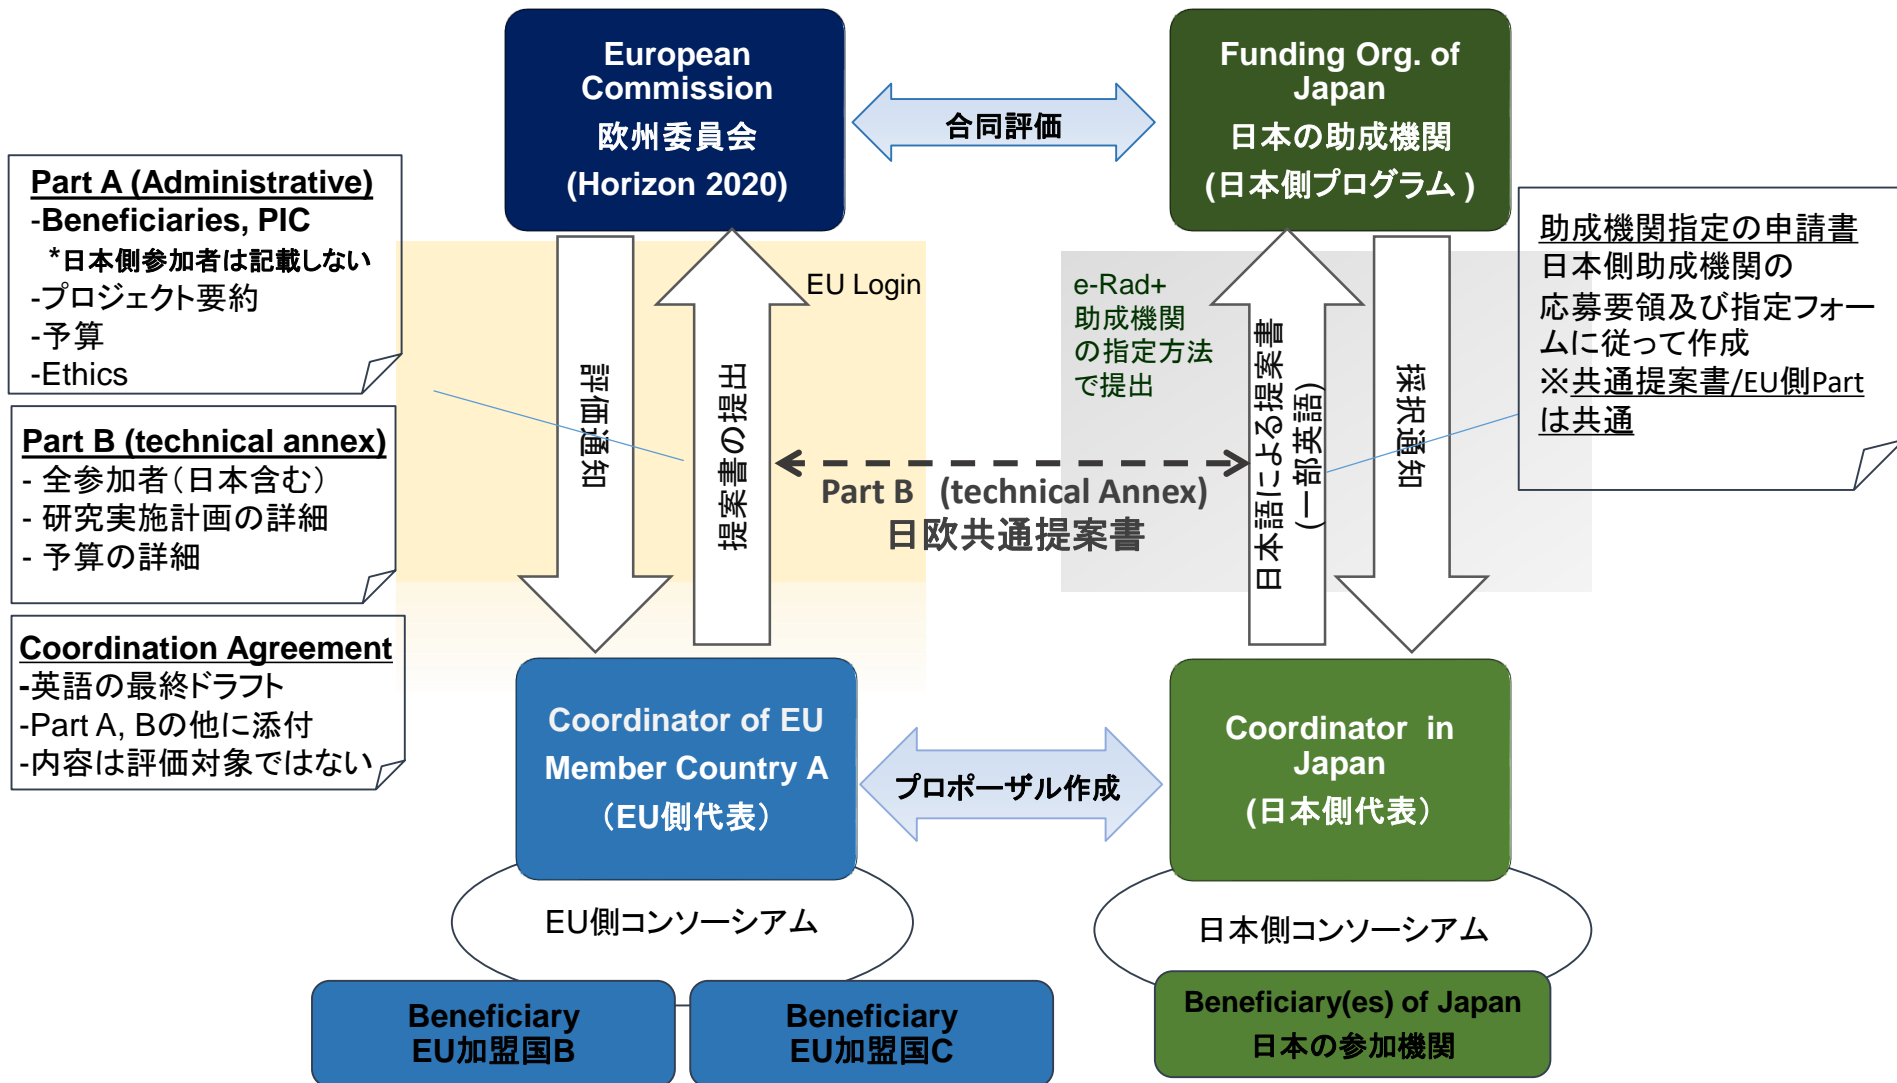 European
Commission
欧州委員会
(Horizon 2020)
合同評価
Funding Org. of
Japan
日本の助成機関
(日本側プログラム )
Part A (Administrative)
-Beneficiaries, PIC
*日本側参加者は記載しない
-プロジェクト要約
-予算
-Ethics
Part B (technical annex)
- 全参加者（日本含む）
- 研究実施計画の詳細
- 予算の詳細
Coordination Agreement
-英語の最終ドラフト
-Part A, Bの他に添付
-内容は評価対象ではない
EU Login
評価通知
提案書の提出
Part B (technical Annex)
日欧共通提案書
e-Rad+
助成機関
の指定方法
で提出
日本語による提案書
(一部英語)
採択通知
助成機関指定の申請書
日本側助成機関の
応募要領及び指定フォー
ムに従って作成
※共通提案書/EU側Part
は共通
Coordinator of EU
Member Country A
（EU側代表）
プロポーザル作成
Coordinator in
Japan
(日本側代表）
EU側コンソーシアム
日本側コンソーシアム
Beneficiary
EU加盟国B
Beneficiary
EU加盟国C
Beneficiary(es) of Japan
日本の参加機関